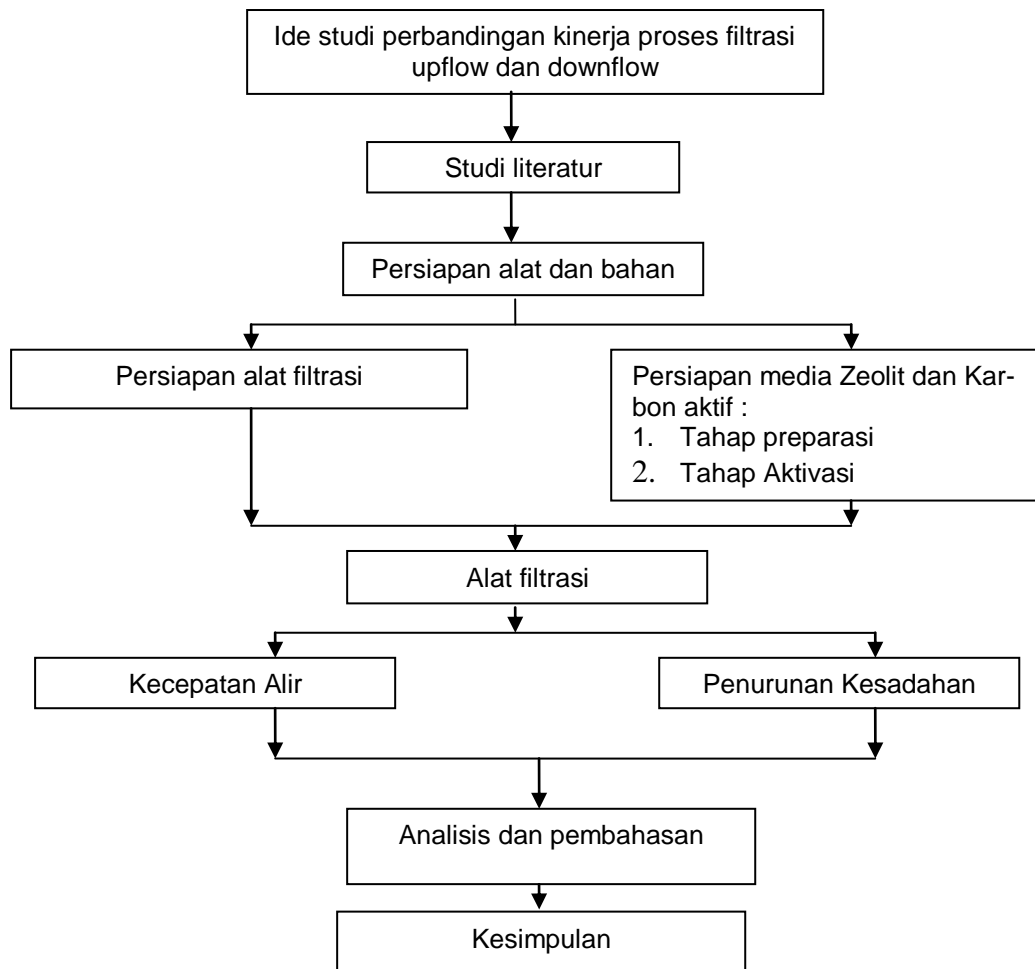 Ide studi perbandingan kinerja proses filtrasi
upflow dan downflow
Studi literatur
Persiapan alat dan bahan
Persiapan alat filtrasi
Persiapan media Zeolit dan Kar-
bon aktif :
1. Tahap preparasi
2. Tahap Aktivasi
Alat filtrasi
Kecepatan Alir
Penurunan Kesadahan
Analisis dan pembahasan
Kesimpulan